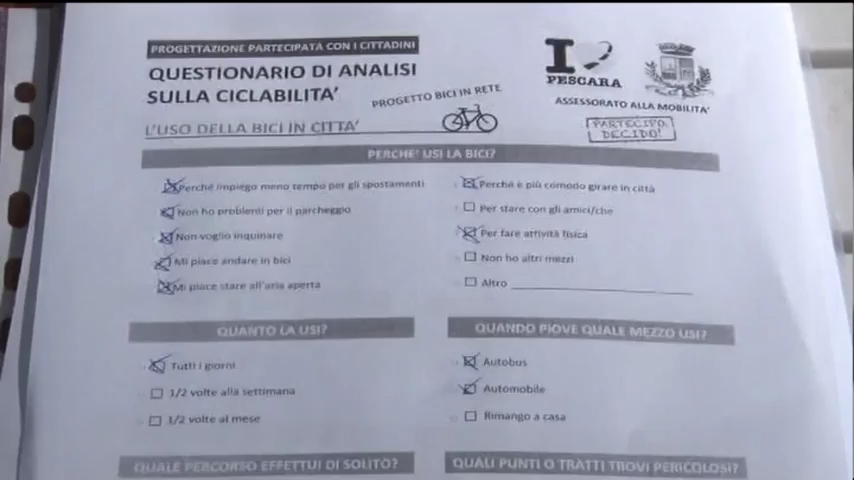 PROGETTAZIONE PARTECIPATA CON I CITTADINI
QUESTIONARIO DI ANALISI
SULLA CICLABILITA'
PROGETTO BICI IN RETE
I
PESCARA
ASSESSORATO ALLA MOBILITA'
PARTECIPO,
DECIDO!
L'USO DELLA BICI IN CITTA'
PERCHE' USI LA BICI?
Perché impiego meno tempo per gli spostamenti
Non ho problemi per il parcheggio
Non voglio inquinare
Mi piace andare in bici
Mi piace stare all'aria aperta
Perché è più comodo girare in città
Per stare con gli amici/che
Per fare attività fisica
Non ho altri mezzi
Altro
QUANTO LA USI?
Tutti i giorni
1/2 volte alla settimana
1/2 volte al mese
QUANDO PIOVE QUALE MEZZO USI?
Autobus
Automobile
Rimango a casa
QUALE PERCORSO EFFETTUI DI SOLITO?
QUALI PUNTI O TRATTI TROVI PERICOLOSI?